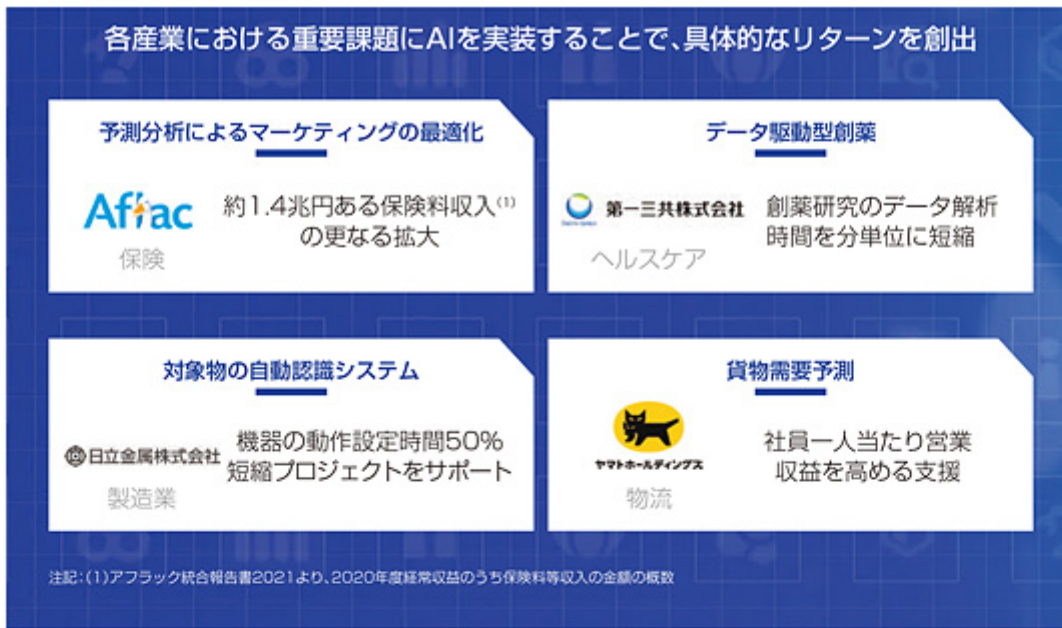 各産業における重要課題にAIを実装することで、具体的なリターンを創出
予測分析によるマーケティングの最適化
Aflac
保険
約1.4兆円ある保険料収入(1)
の更なる拡大
データ駆動型創薬
第一三共株式会社
ヘルスケア
創薬研究のデータ解析
時間を分単位に短縮
対象物の自動認識システム
日立金属株式会社
製造業
機器の動作設定時間50%
短縮プロジェクトをサポート
貨物需要予測
ヤマトホールディングス
物流
社員一人当たり営業
収益を高める支援
注記:(1)アフラック統合報告書2021より、2020年度経常収益のうち保険料等収入の金額の概数